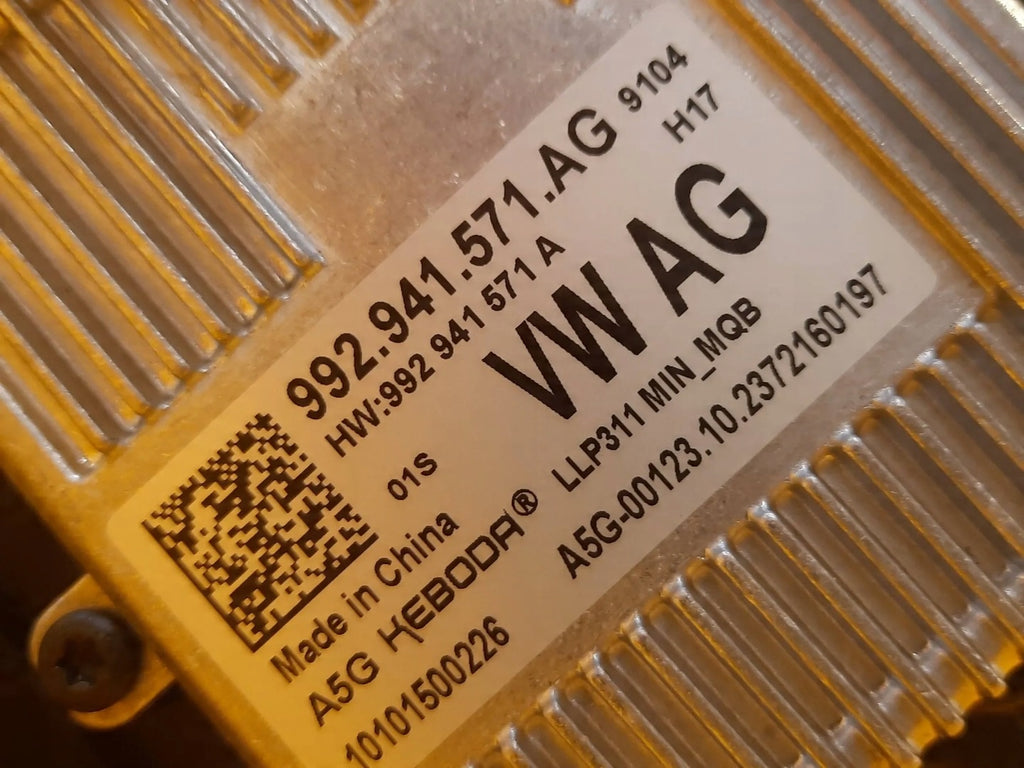 992.941.571.AG 9104
HW:992 941 571 A H17
01S VW AG
Made in China LLP311 MIN_MQB
A5G KEBODA® A5G-00123.10.2372160197
10101500226